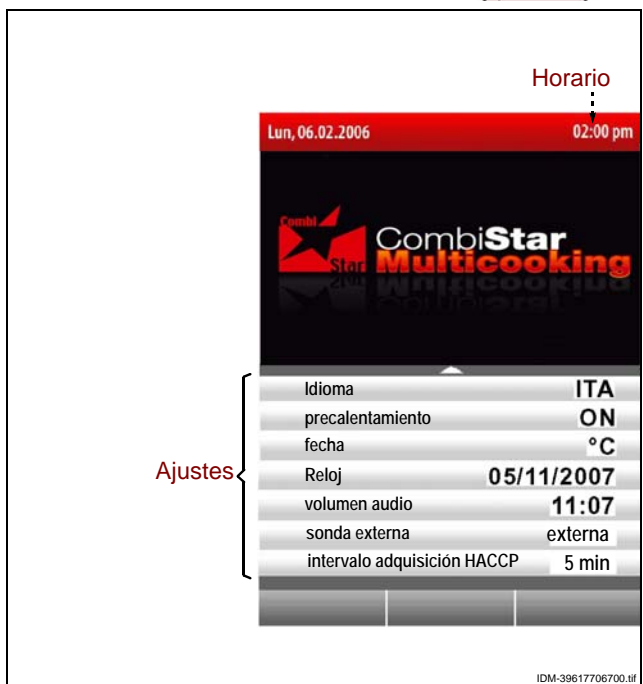 Horario
Lun, 06.02.2006 02:00 pm
Combi
Star
CombiStar
Multicooking
Idioma ITA
precalentamiento ON
fecha °C
Ajustes
Reloj 05/11/2007
volumen audio 11:07
sonda externa externa
intervalo adquisición HACCP 5 min
IDM-39617706700.tif